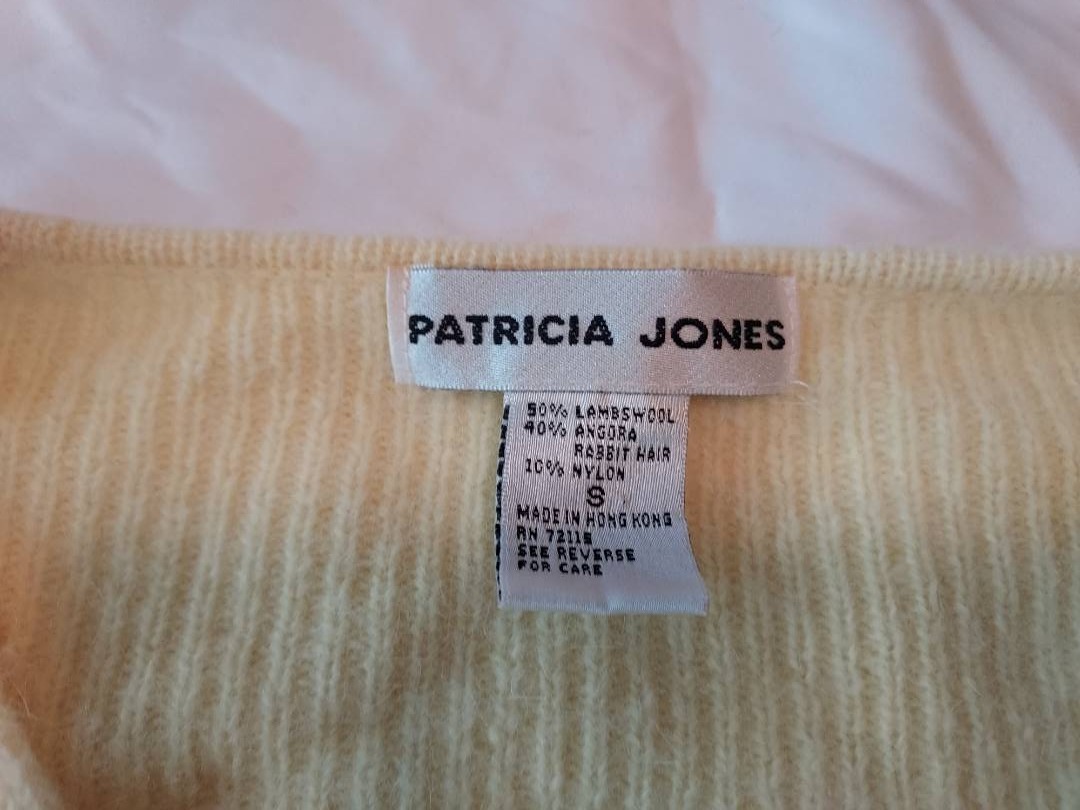 PATRICIA JONES
50% LAMBSWOOL
40% ANGORA
RABBIT HAIR
10% NYLON
S
MADE IN HONG KONG
RN 72116
SEE REVERSE
FOR CARE